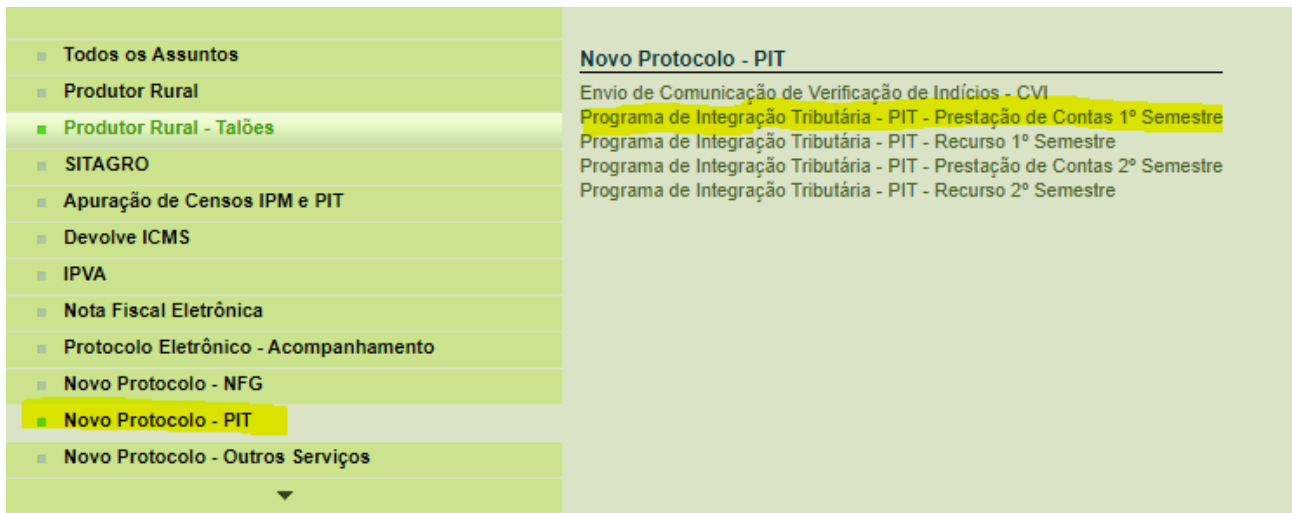 Todos os Assuntos
Produtor Rural
Produtor Rural - Talões
SITAGRO
Apuração de Censos IPM e PIT
Devolve ICMS
IPVA
Nota Fiscal Eletrônica
Protocolo Eletrônico - Acompanhamento
Novo Protocolo - NFG
Novo Protocolo - PIT
Novo Protocolo - Outros Serviços
Novo Protocolo - PIT
Envio de Comunicação de Verificação de Indícios - CVI
Programa de Integração Tributária - PIT - Prestação de Contas 1º Semestre
Programa de Integração Tributária - PIT - Recurso 1º Semestre
Programa de Integração Tributária - PIT - Prestação de Contas 2º Semestre
Programa de Integração Tributária - PIT - Recurso 2º Semestre